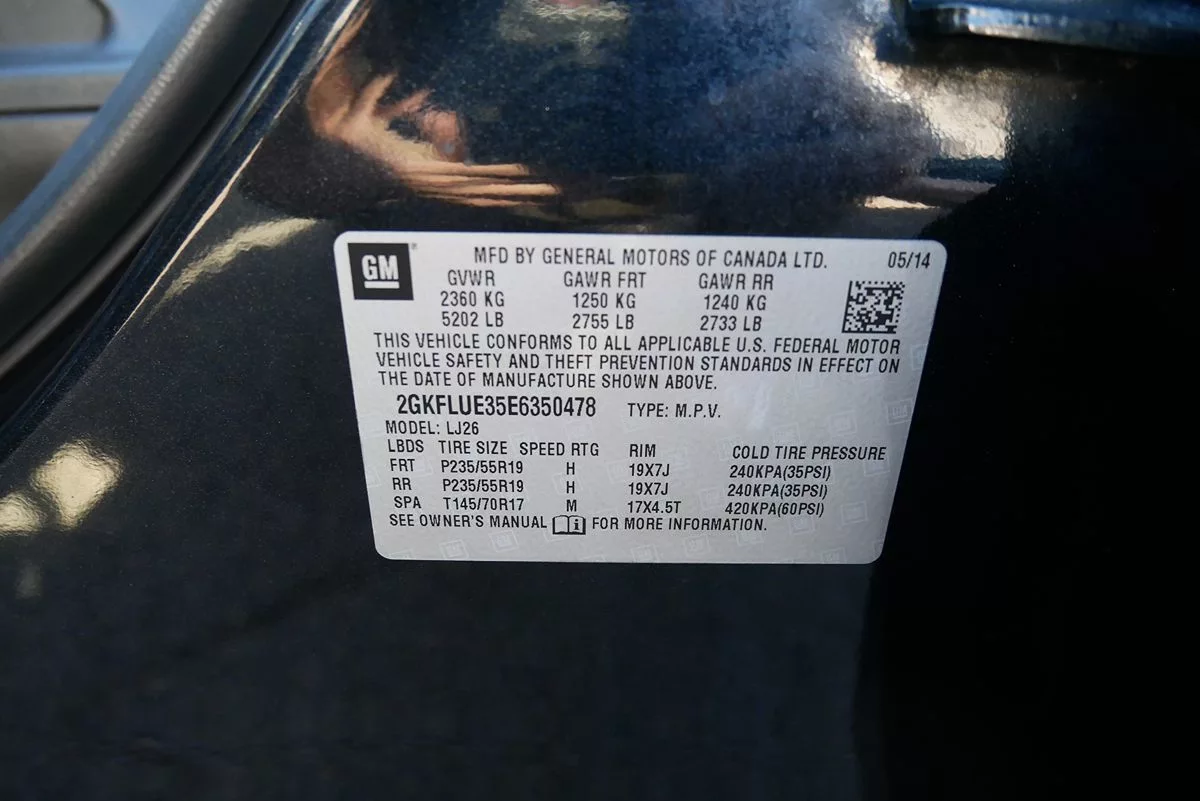 GM
MFD BY GENERAL MOTORS OF CANADA LTD. 05/14
GVWR GAWR FRT GAWR RR
2360 KG 1250 KG 1240 KG
5202 LB 2755 LB 2733 LB
THIS VEHICLE CONFORMS TO ALL APPLICABLE U.S. FEDERAL MOTOR
VEHICLE SAFETY AND THEFT PREVENTION STANDARDS IN EFFECT ON
THE DATE OF MANUFACTURE SHOWN ABOVE.
2GKFLUE35E6350478 TYPE: M.P.V.
MODEL: LJ26
LBDS TIRE SIZE SPEED RTG RIM COLD TIRE PRESSURE
FRT P235/55R19 H 19X7J 240KPA(35PSI)
RR P235/55R19 H 19X7J 240KPA(35PSI)
SPA T145/70R17 M 17X4.5T 420KPA(60PSI)
SEE OWNER'S MANUAL i FOR MORE INFORMATION.